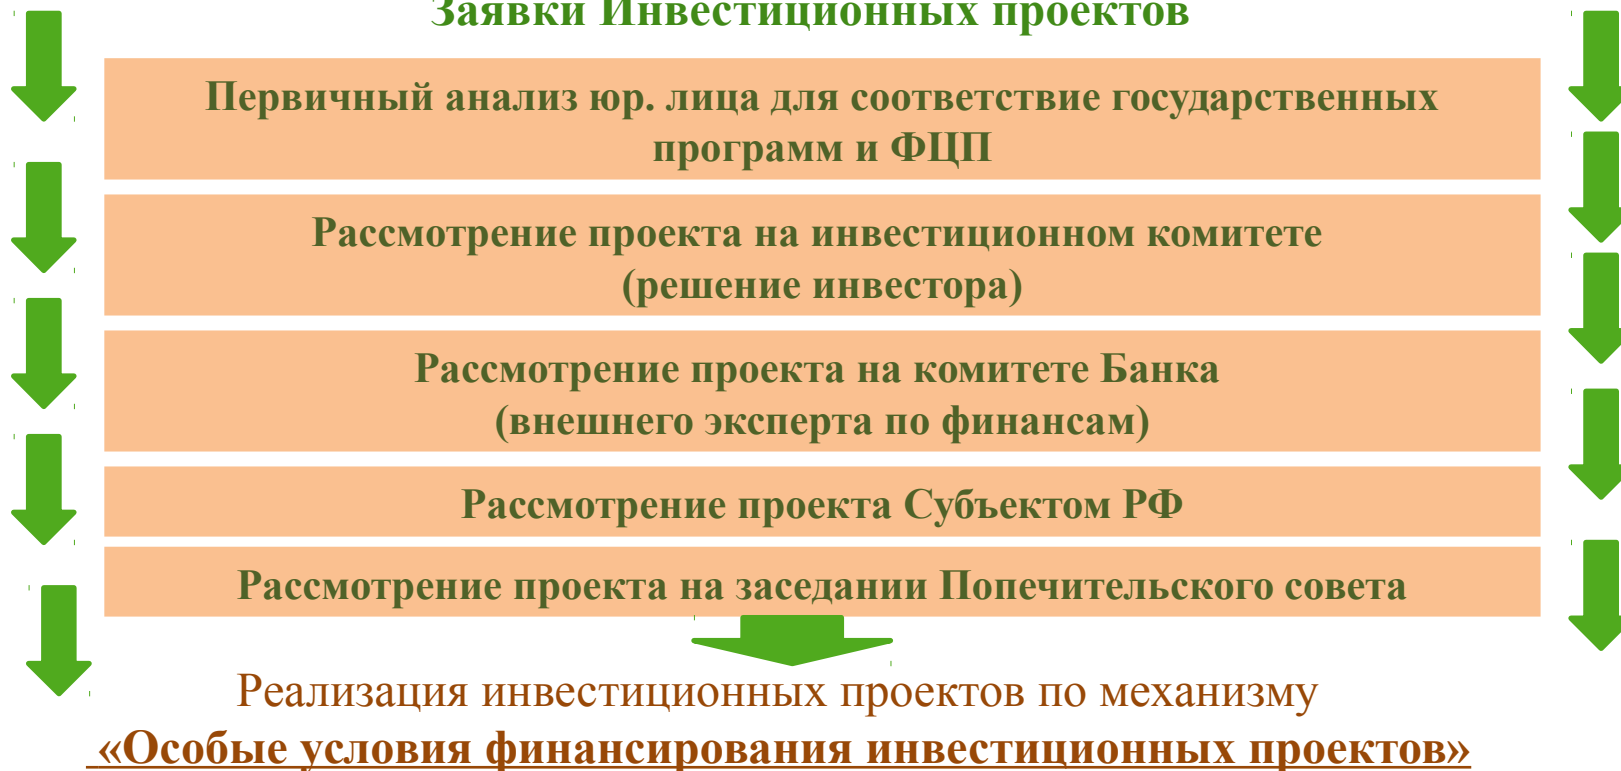 Заявки Инвестиционных проектов
Первичный анализ юр. лица для соответствие государственных
программ и ФЦП
Рассмотрение проекта на инвестиционном комитете
(решение инвестора)
Рассмотрение проекта на комитете Банка
(внешнего эксперта по финансам)
Рассмотрение проекта Субъектом РФ
Рассмотрение проекта на заседании Попечительского совета
Реализация инвестиционных проектов по механизму
«Особые условия финансирования инвестиционных проектов»